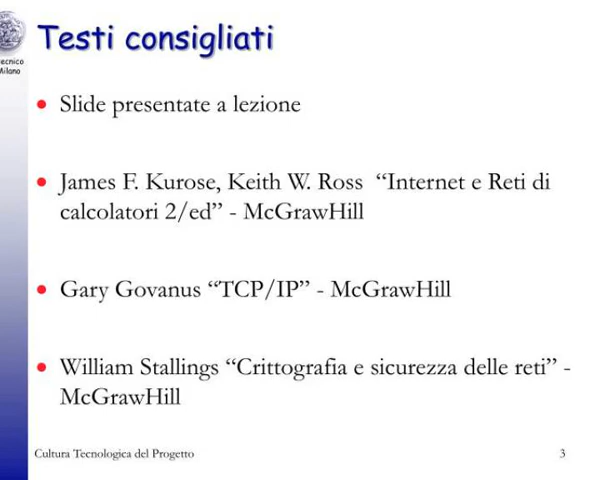 Testi consigliati
Milano
Slide presentate a lezione
James F. Kurose, Keith W. Ross “Internet e Reti di
calcolatori 2/ed” - McGrawHill
Gary Govanus “TCP/IP” - McGrawHill
William Stallings “Crittografia e sicurezza delle reti” -
McGrawHill
Cultura Tecnologica del Progetto
3